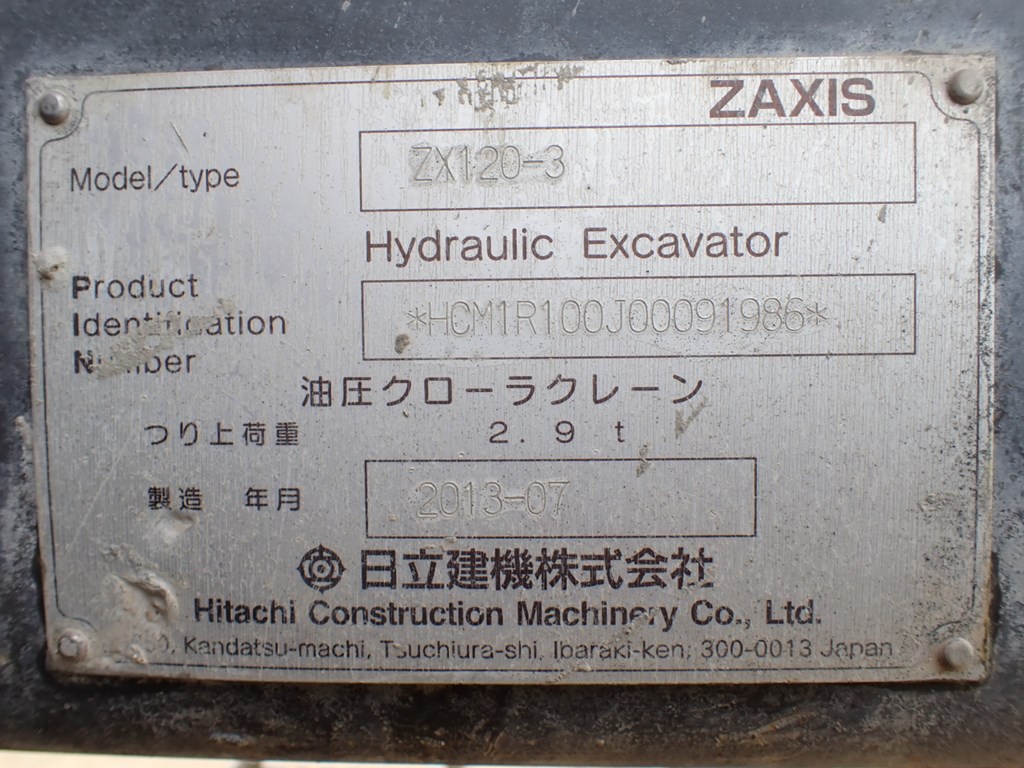 ZAXIS
Model/type ZX120-3
Hydraulic Excavator
Product
Identification *HCM1R100J00091986*
Number
油圧クローラクレーン
つり上荷重 2.9 t
製造 年月 2013-07
日立建機株式会社
Hitachi Construction Machinery Co., Ltd.
Kandatsu-machi, Tsuchiura-shi, Ibaraki-ken, 300-0013 Japan